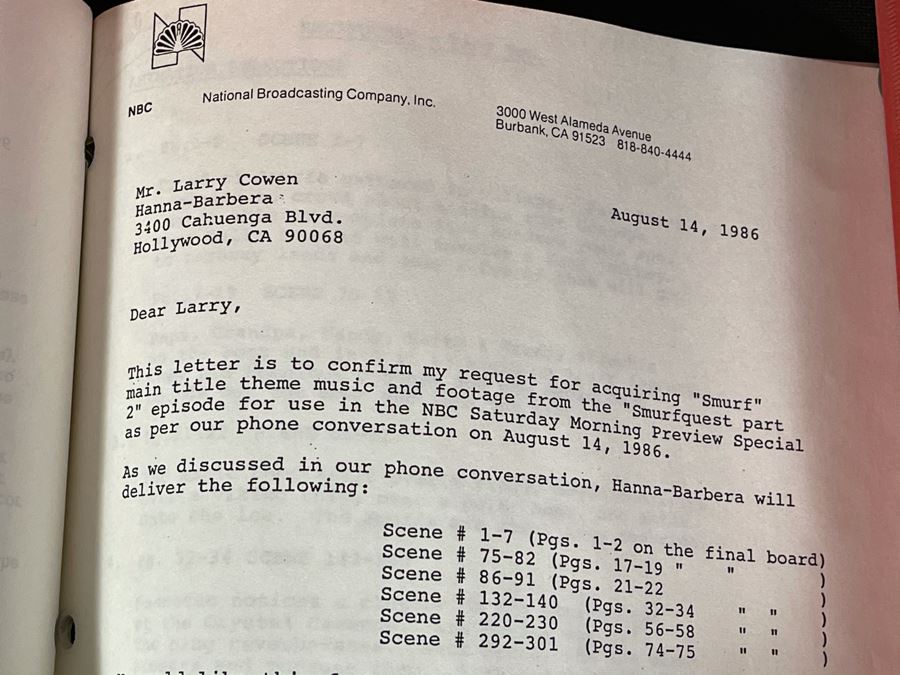 NBC National Broadcasting Company, Inc.
3000 West Alameda Avenue
Burbank, CA 91523 818-840-4444
Mr. Larry Cowen
Hanna-Barbera
3400 Cahuenga Blvd.
Hollywood, CA 90068
August 14, 1986
Dear Larry,
This letter is to confirm my request for acquiring "Smurf"
main title theme music and footage from the "Smurfquest part
2" episode for use in the NBC Saturday Morning Preview Special
as per our phone conversation on August 14, 1986.
As we discussed in our phone conversation, Hanna-Barbera will
deliver the following:
Scene # 1-7 (Pgs. 1-2 on the final board)
Scene # 75-82 (Pgs. 17-19 " " )
Scene # 86-91 (Pgs. 21-22 )
Scene # 132-140 (Pgs. 32-34 " " )
Scene # 220-230 (Pgs. 56-58 " " )
Scene # 292-301 (Pgs. 74-75 " " )